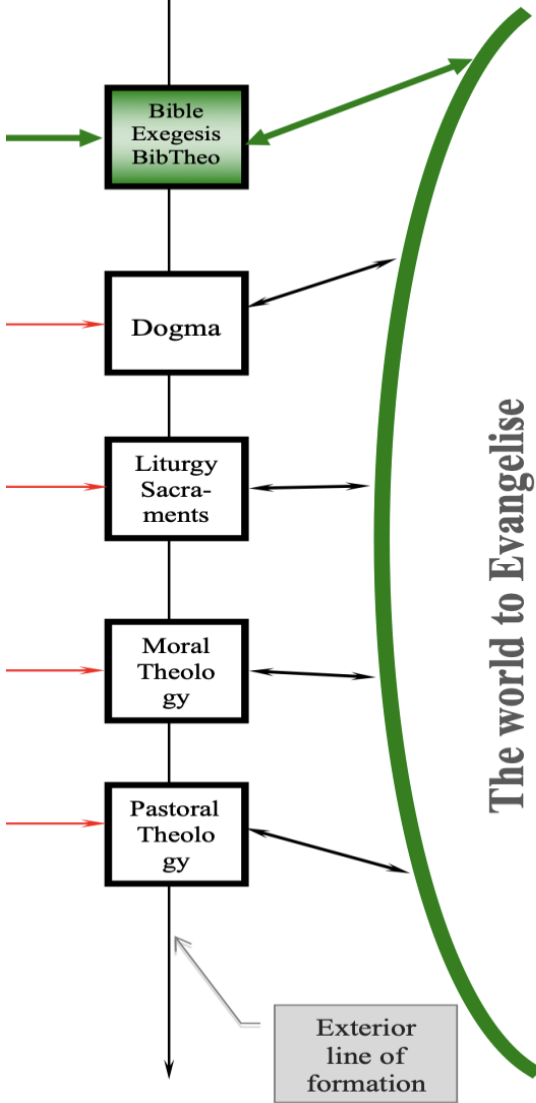 Bible
Exegesis
BibTheo
Dogma
Liturgy
Sacra-
ments
Moral
Theolo
gy
Pastoral
Theolo
gy
The world to Evangelise
Exterior
line of
formation